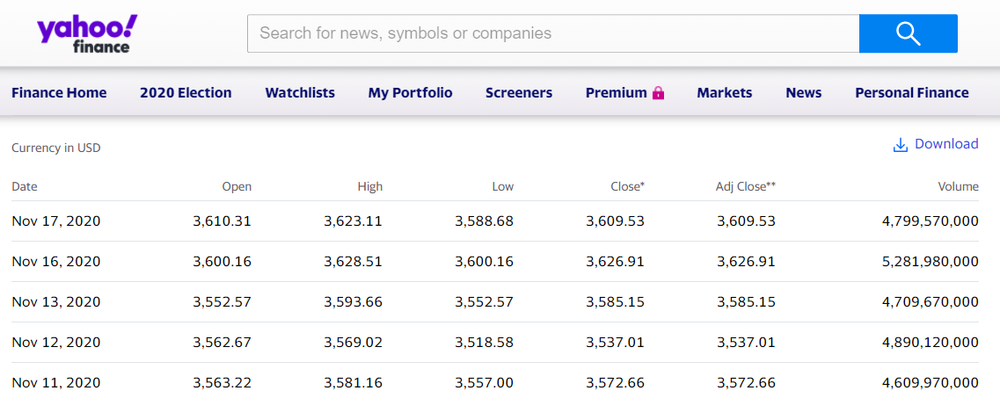 yahoo!
finance
Search for news, symbols or companies
Finance Home 2020 Election Watchlists My Portfolio Screeners Premium Markets News Personal Finance
Currency in USD Download
Date Open High Low Close* Adj Close** Volume
Nov 17, 2020 3,610.31 3,623.11 3,588.68 3,609.53 3,609.53 4,799,570,000
Nov 16, 2020 3,600.16 3,628.51 3,600.16 3,626.91 3,626.91 5,281,980,000
Nov 13, 2020 3,552.57 3,593.66 3,552.57 3,585.15 3,585.15 4,709,670,000
Nov 12, 2020 3,562.67 3,569.02 3,518.58 3,537.01 3,537.01 4,890,120,000
Nov 11, 2020 3,563.22 3,581.16 3,557.00 3,572.66 3,572.66 4,609,970,000